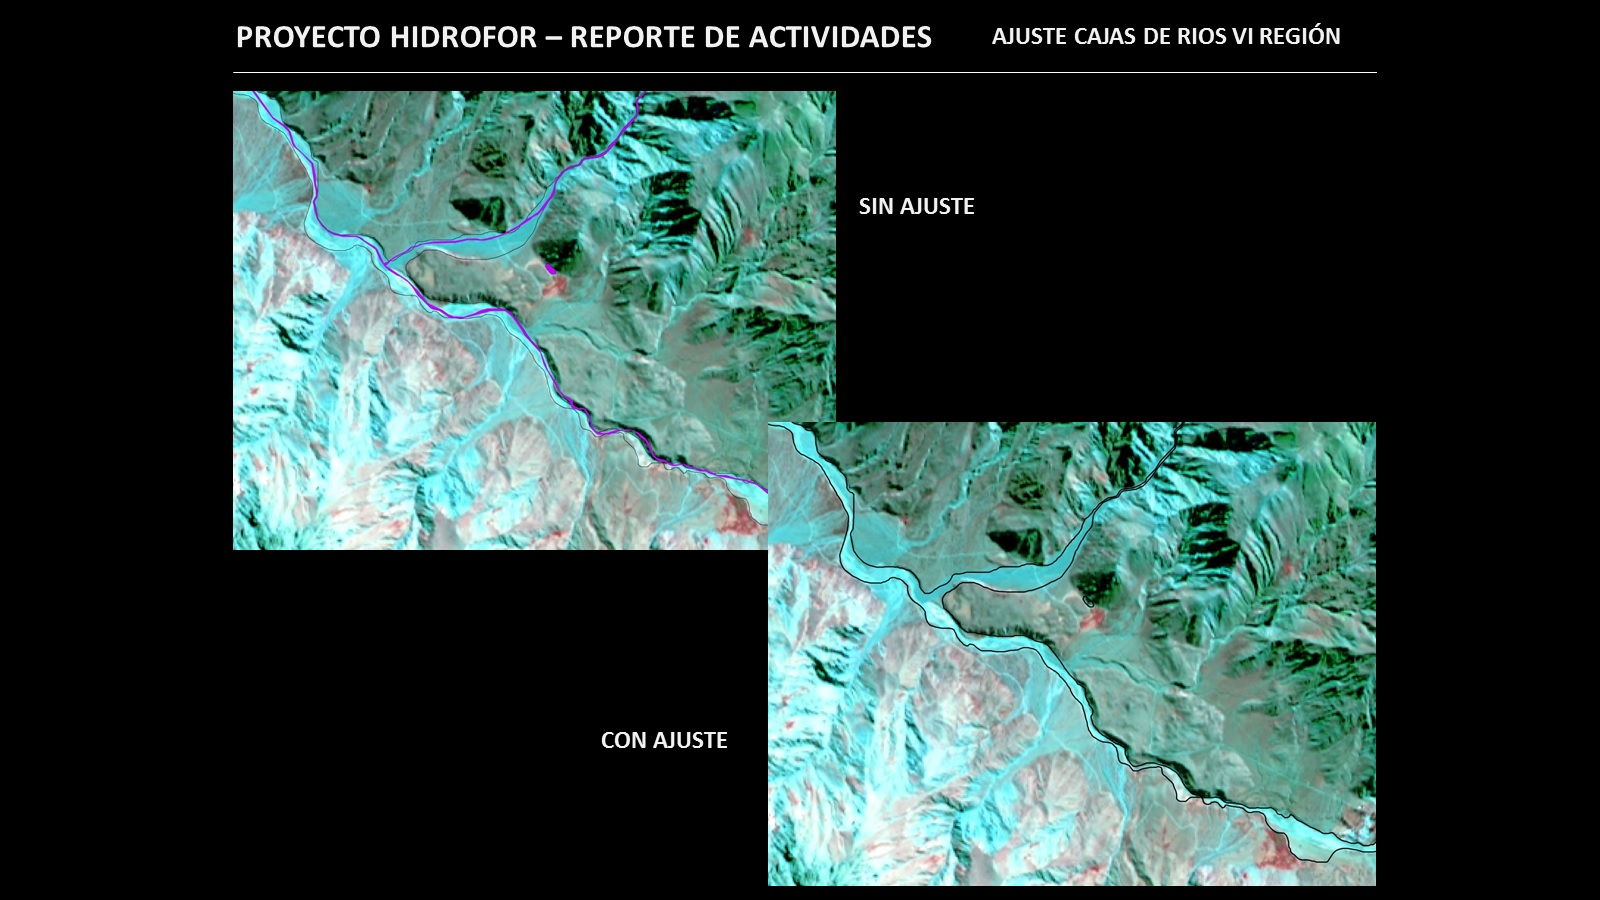 PROYECTO HIDROFOR – REPORTE DE ACTIVIDADES
AJUSTE CAJAS DE RIOS VI REGIÓN
SIN AJUSTE
CON AJUSTE